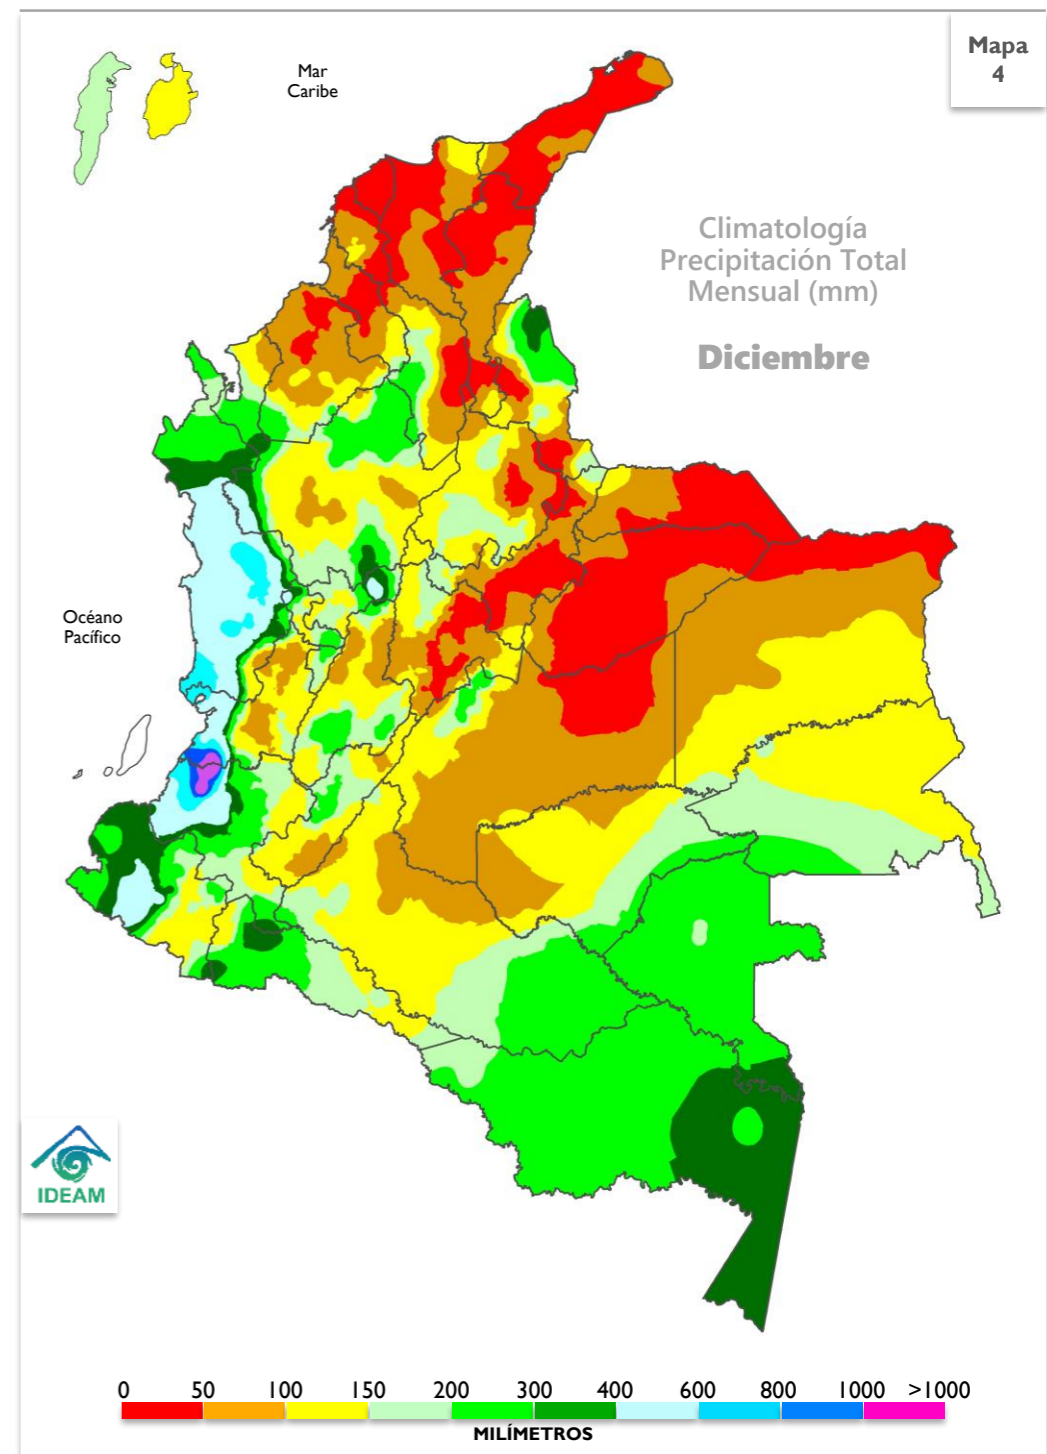 Mapa
4
Mar
Caribe
Climatología
Precipitación Total
Mensual (mm)
Diciembre
Océano
Pacífico
IDEAM
0 50 100 150 200 300 400 600 800 1000 >1000
MILÍMETROS